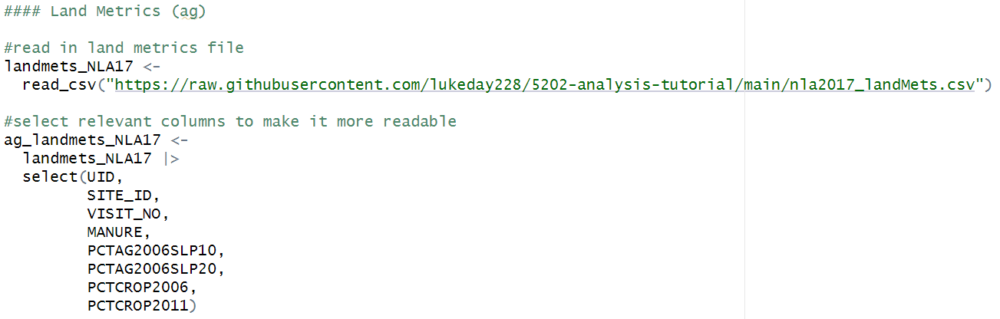 #### Land Metrics (ag)
#read in land metrics file
landmets_NLA17 <-
read_csv("https://raw.githubusercontent.com/lukeday228/5202-analysis-tutorial/main/nla2017_landMets.csv")
#select relevant columns to make it more readable
ag_landmets_NLA17 <-
landmets_NLA17 |>
select(UID,
SITE_ID,
VISIT_NO,
MANURE,
PCTAG2006SLP10,
PCTAG2006SLP20,
PCTCROP2006,
PCTCROP2011)